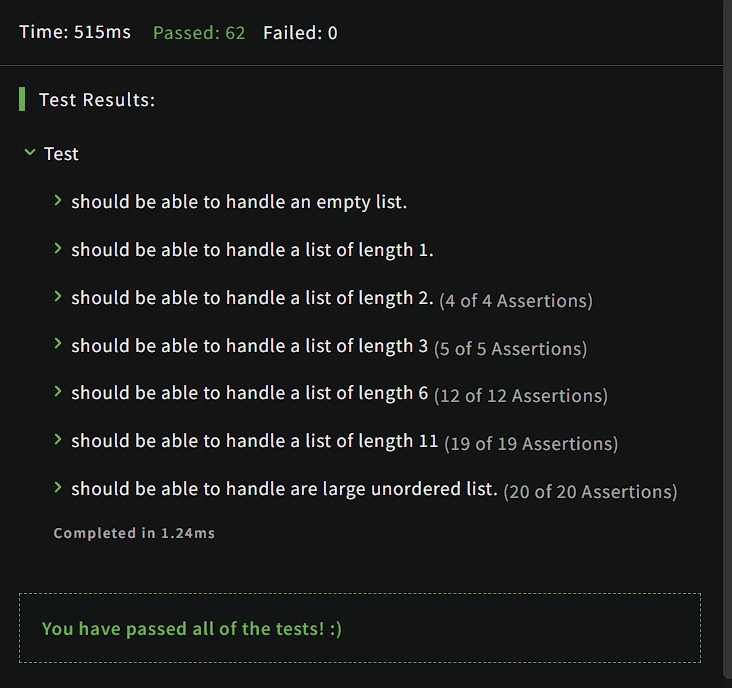 Time: 515ms Passed: 62 Failed: 0
Test Results:
Test
should be able to handle an empty list.
should be able to handle a list of length 1.
should be able to handle a list of length 2. (4 of 4 Assertions)
should be able to handle a list of length 3 (5 of 5 Assertions)
should be able to handle a list of length 6 (12 of 12 Assertions)
should be able to handle a list of length 11 (19 of 19 Assertions)
should be able to handle are large unordered list. (20 of 20 Assertions)
Completed in 1.24ms
You have passed all of the tests! :)